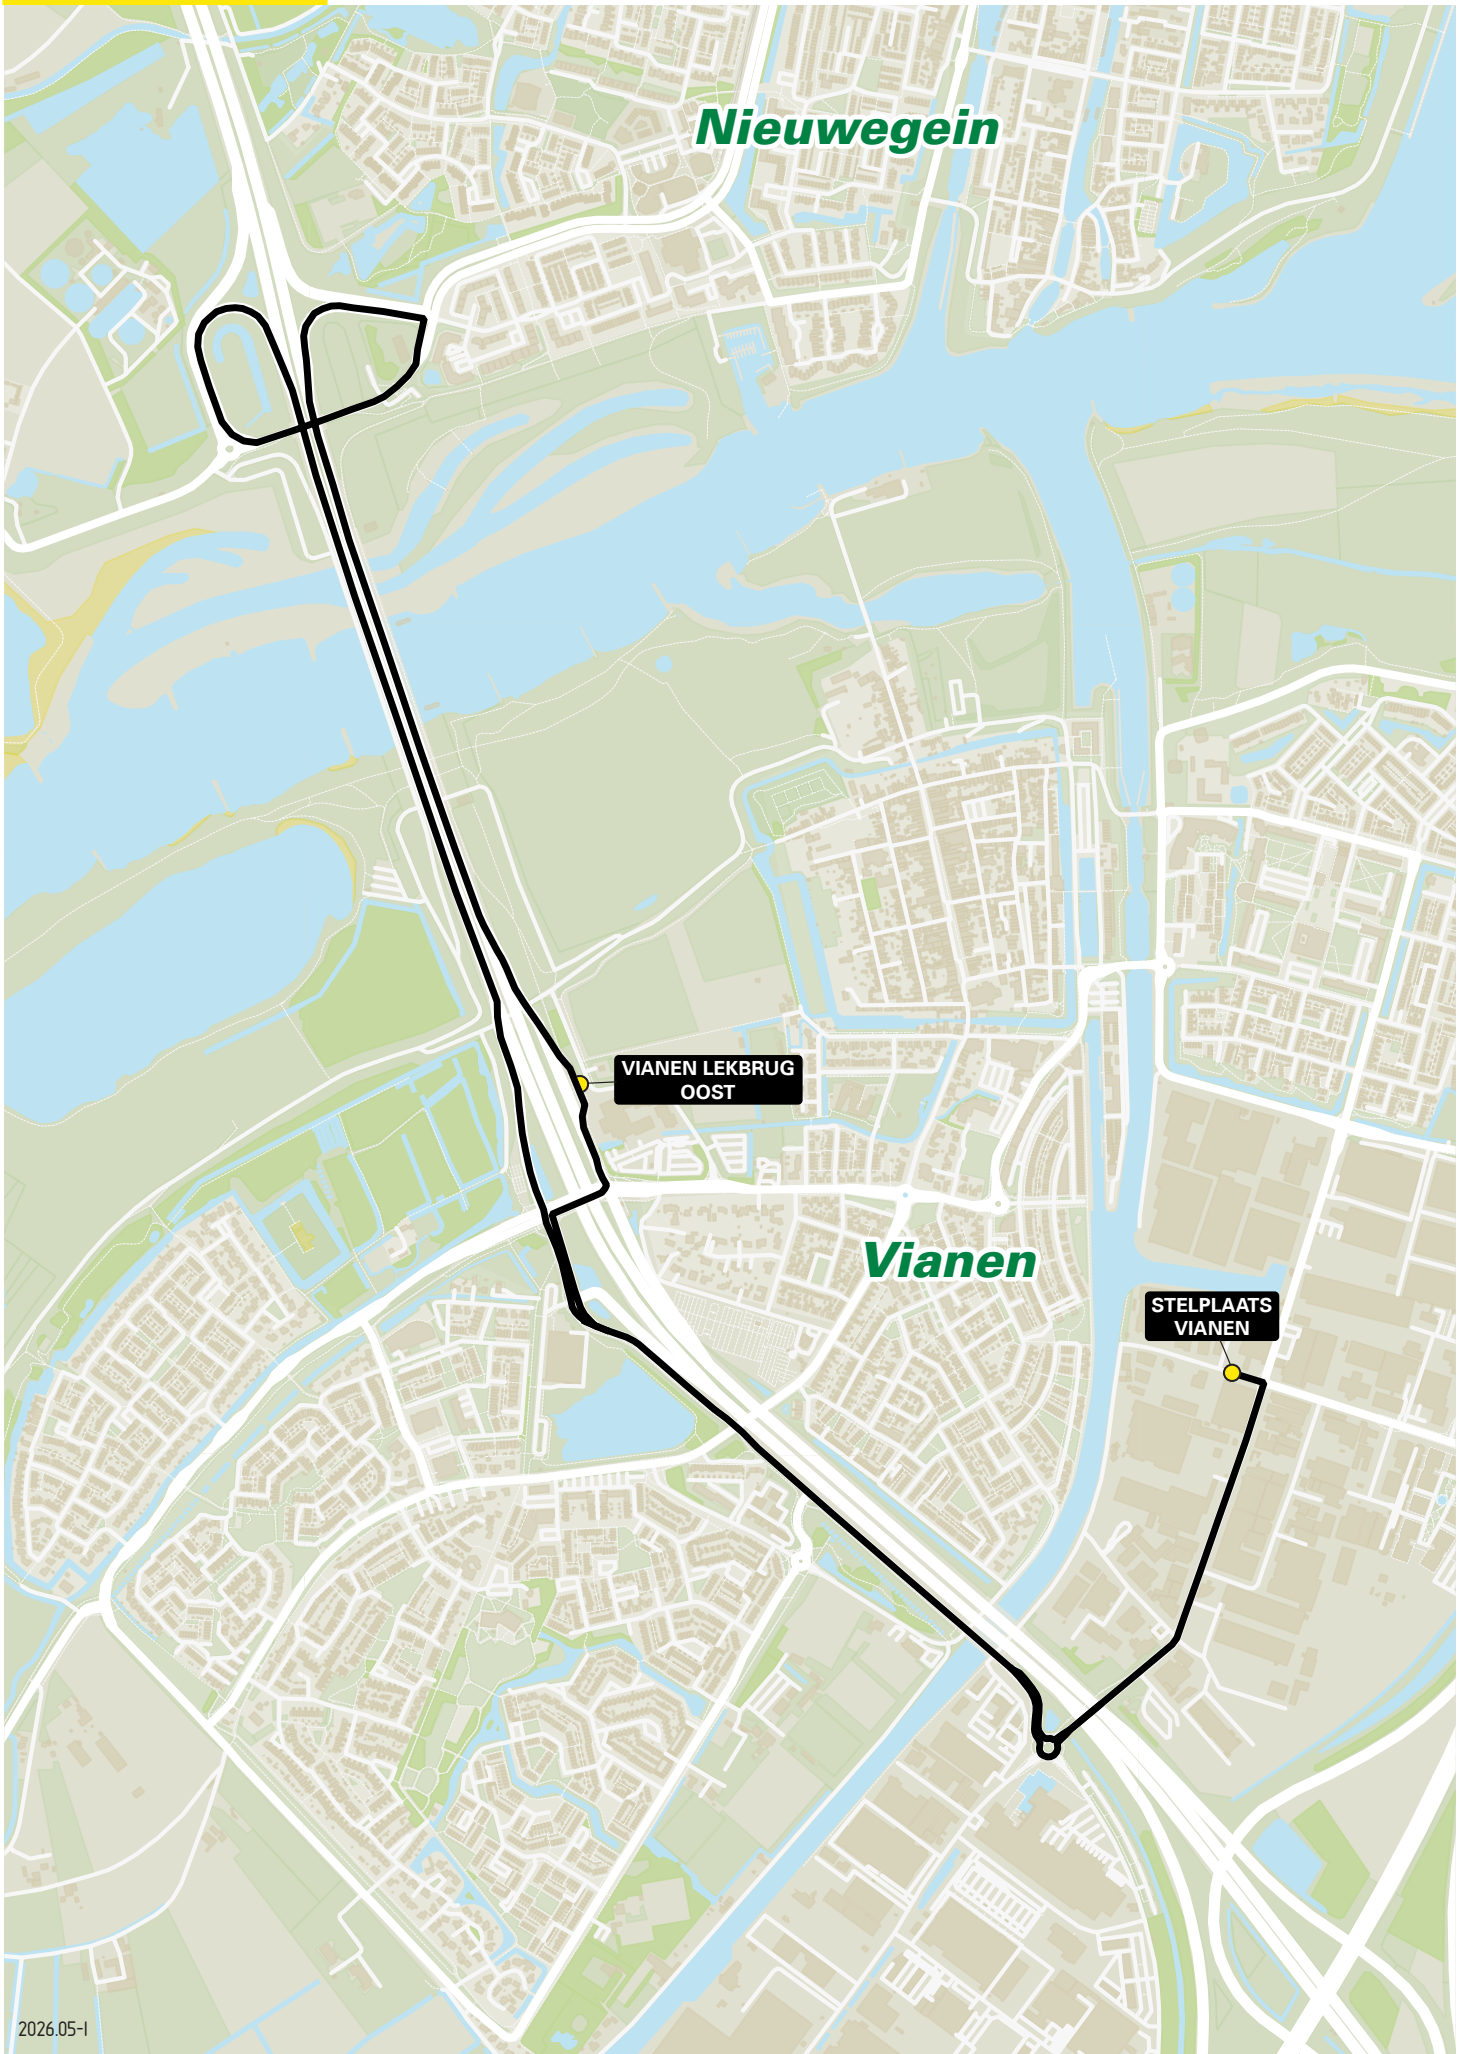 Nieuwegein
VIANEN LEKBRUG
OOST
Vianen
STELPLAATS
VIANEN
2026.05-I